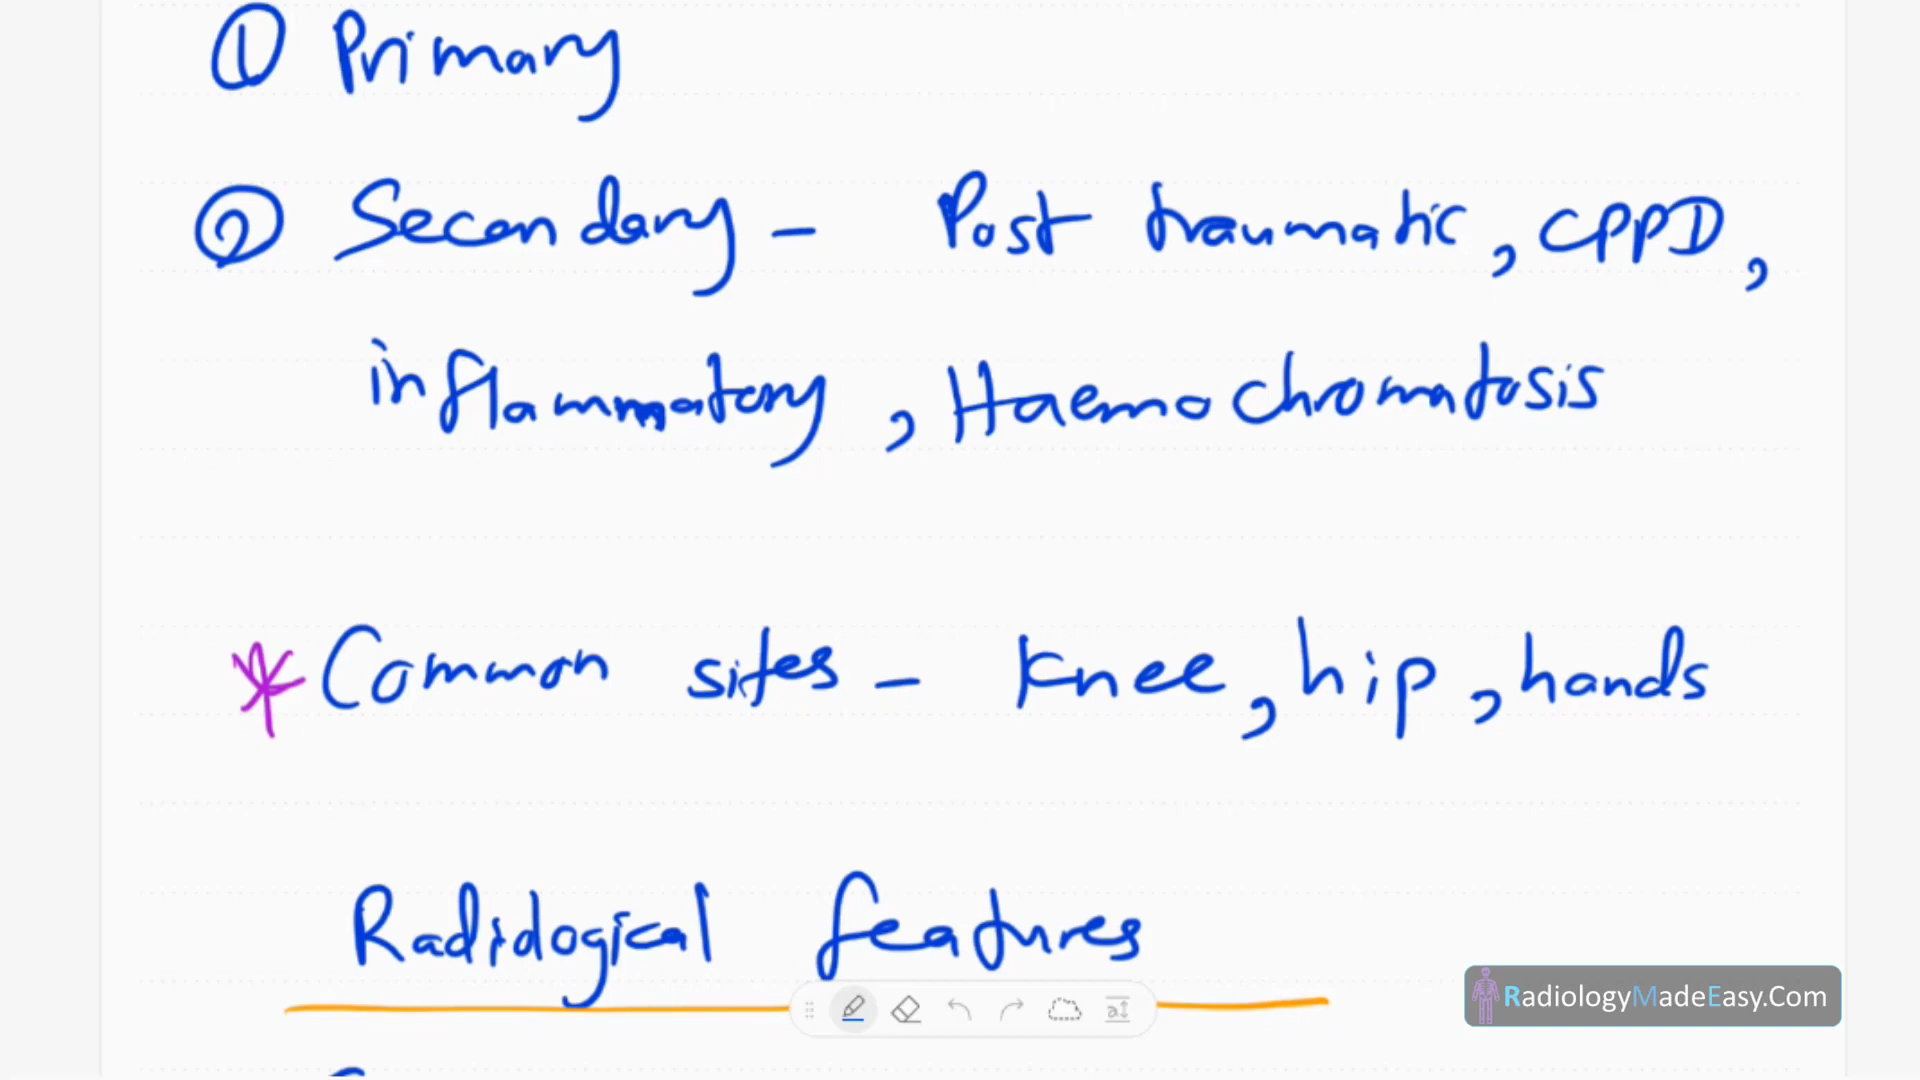 ① Primary
② Secondary - Post traumatic, CPPD,
inflammatory, Haemochromatosis
* Common sites - Knee, hip, hands
Radiological features
RadiologyMadeEasy.Com